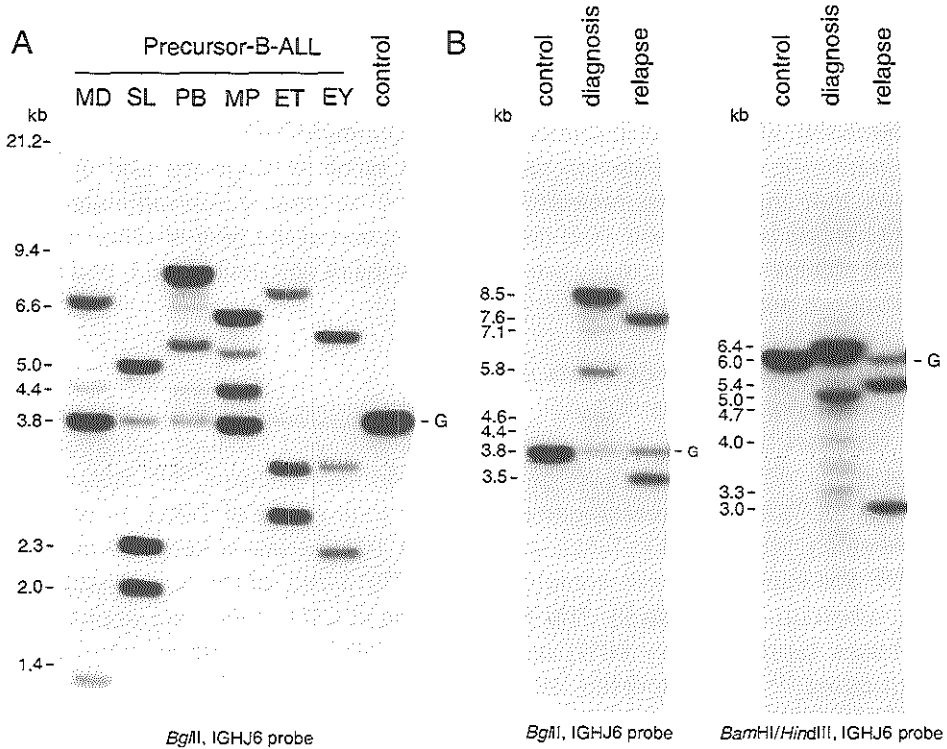 A
Precursor-B-ALL
MD SL PB MP ET EY control
kb
21.2-
9.4-
6.6-
5.0-
4.4-
3.8-
- G
2.3-
2.0-
1.4-
BglII, IGHJ6 probe
B
control diagnosis relapse
kb
8.5-
7.6-
7.1-
5.8-
4.6-
4.4-
3.8-
- G
3.5-
BglII, IGHJ6 probe
control diagnosis relapse
kb
6.4-
6.0-
- G
5.4-
5.0-
4.7-
4.0-
3.3-
3.0-
BamHI/HindIII, IGHJ6 probe